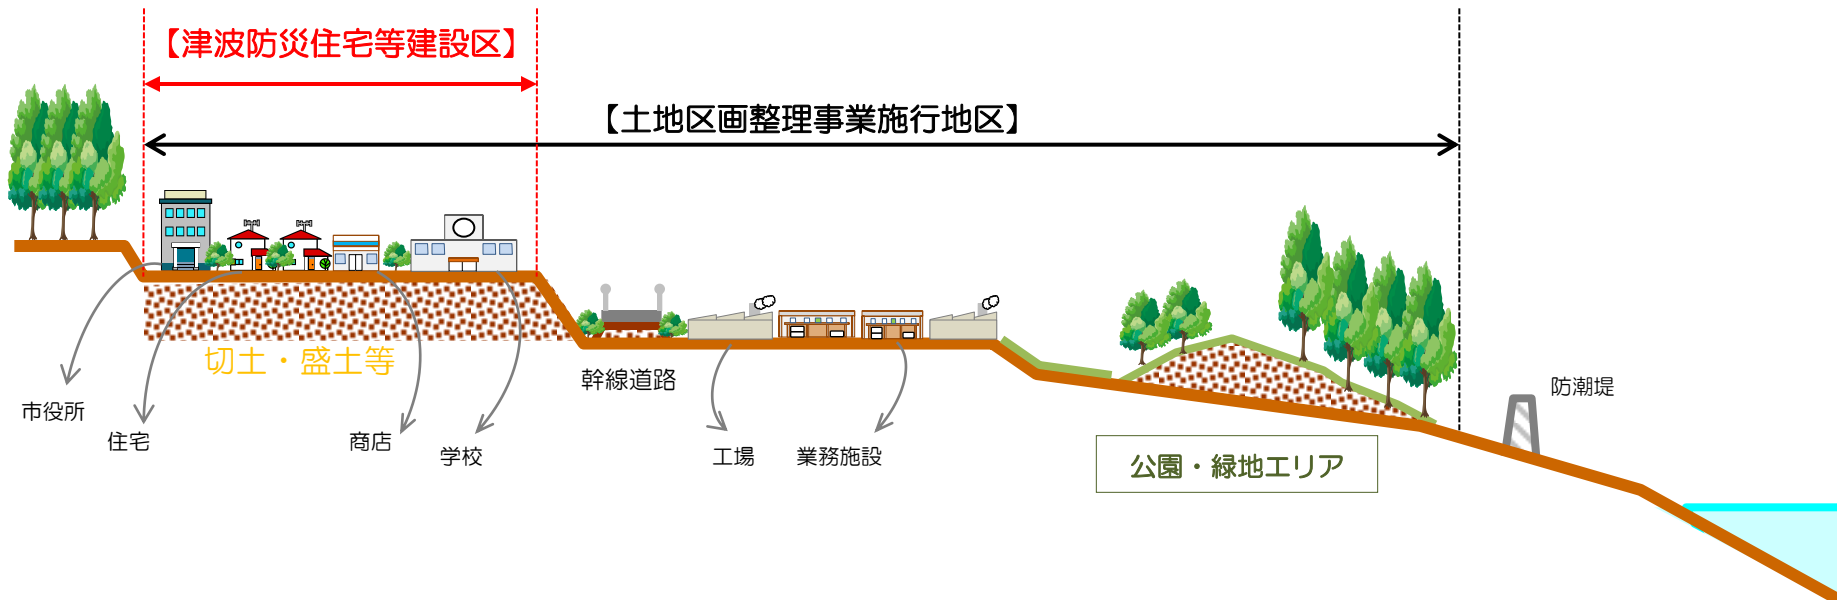 【津波防災住宅等建設区】
【土地区画整理事業施行地区】
切土・盛土等
幹線道路
市役所
住宅
商店
学校
工場
業務施設
公園・緑地エリア
防潮堤